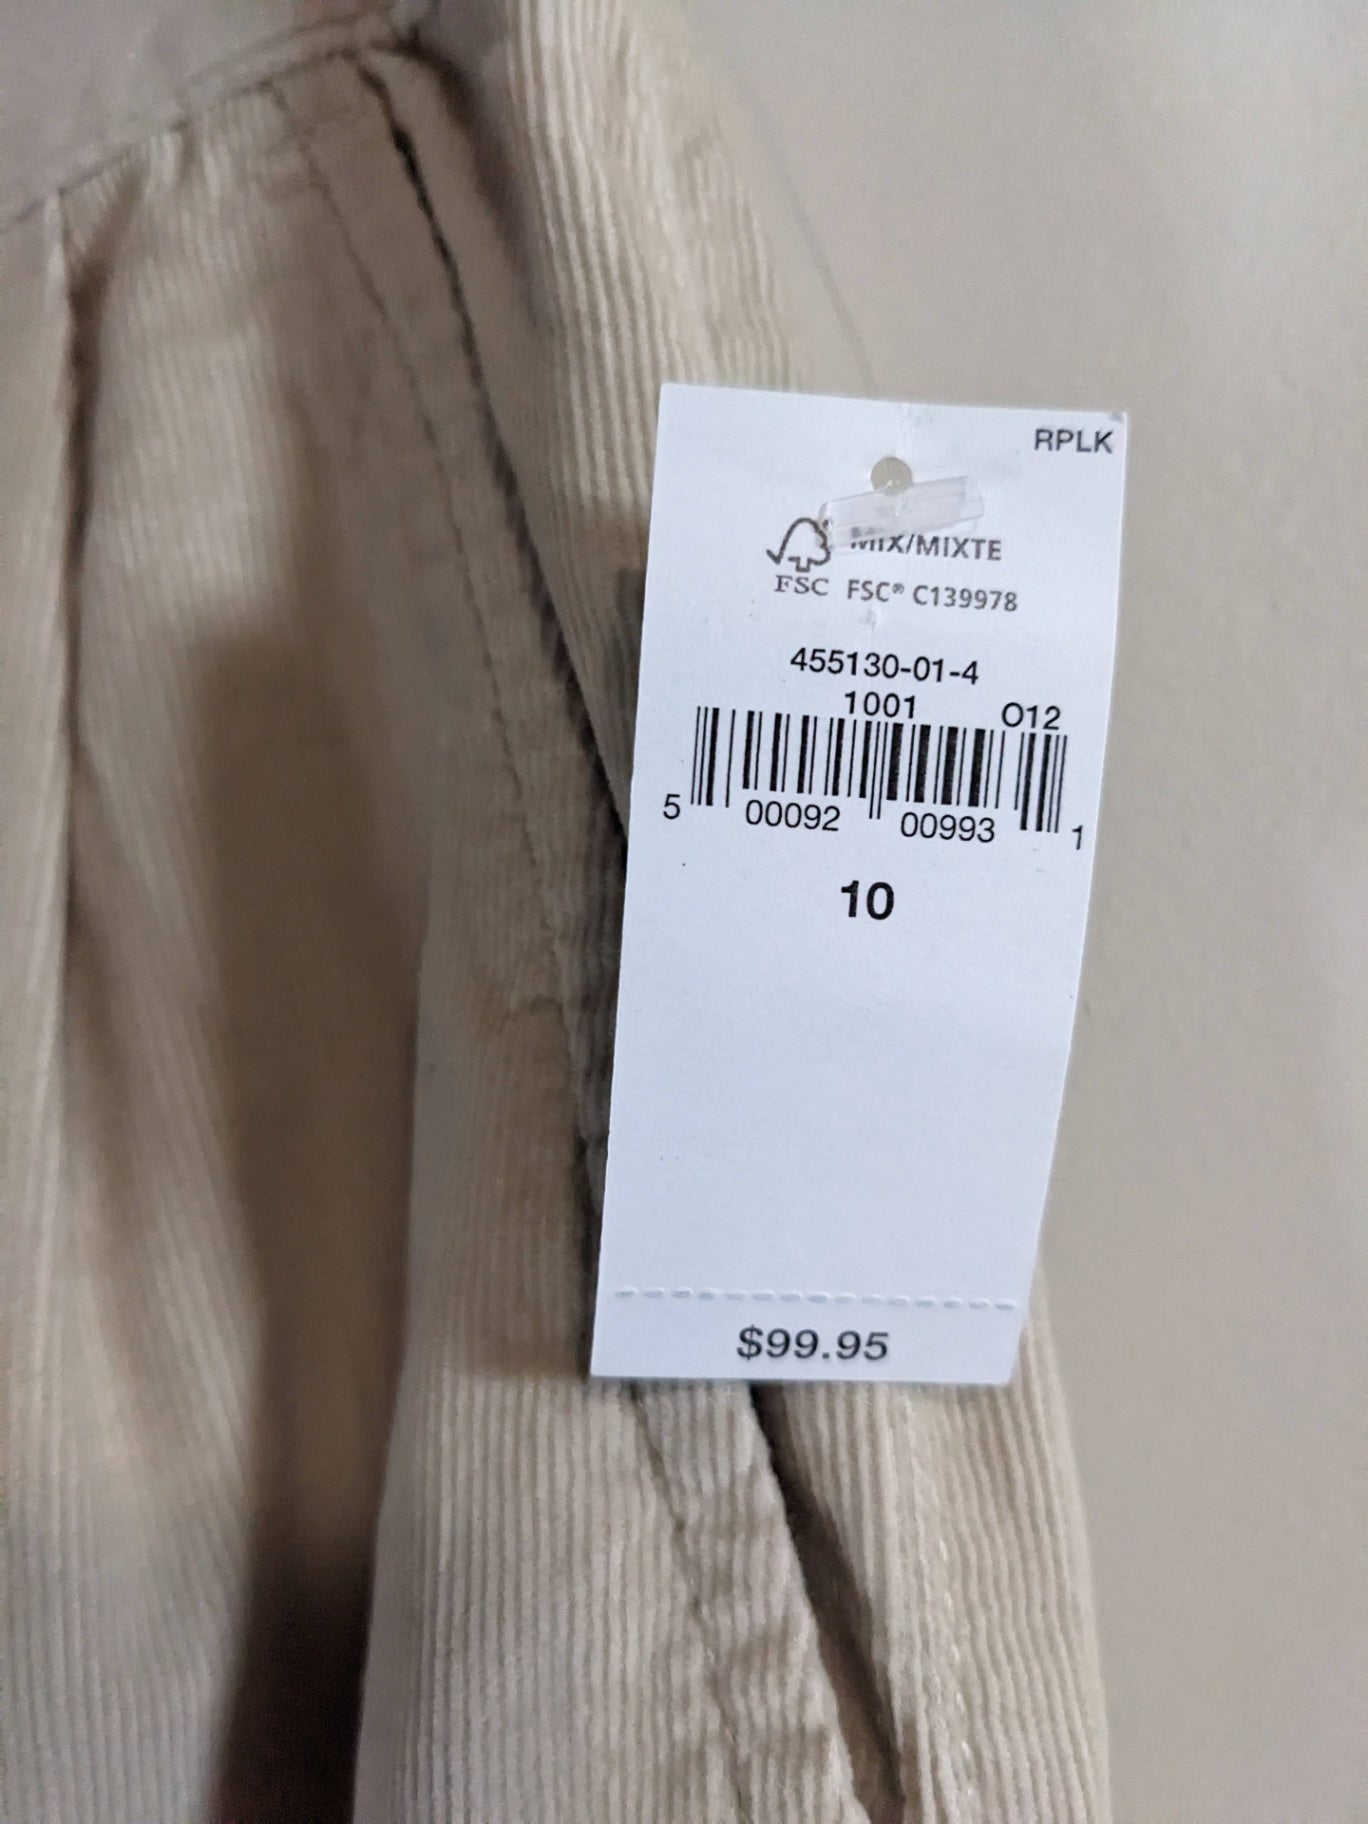 RPLK
MIX/MIXTE
FSC FSC® C139978
455130-01-4
1001 O12
5 00092 00993 1
10
$99.95